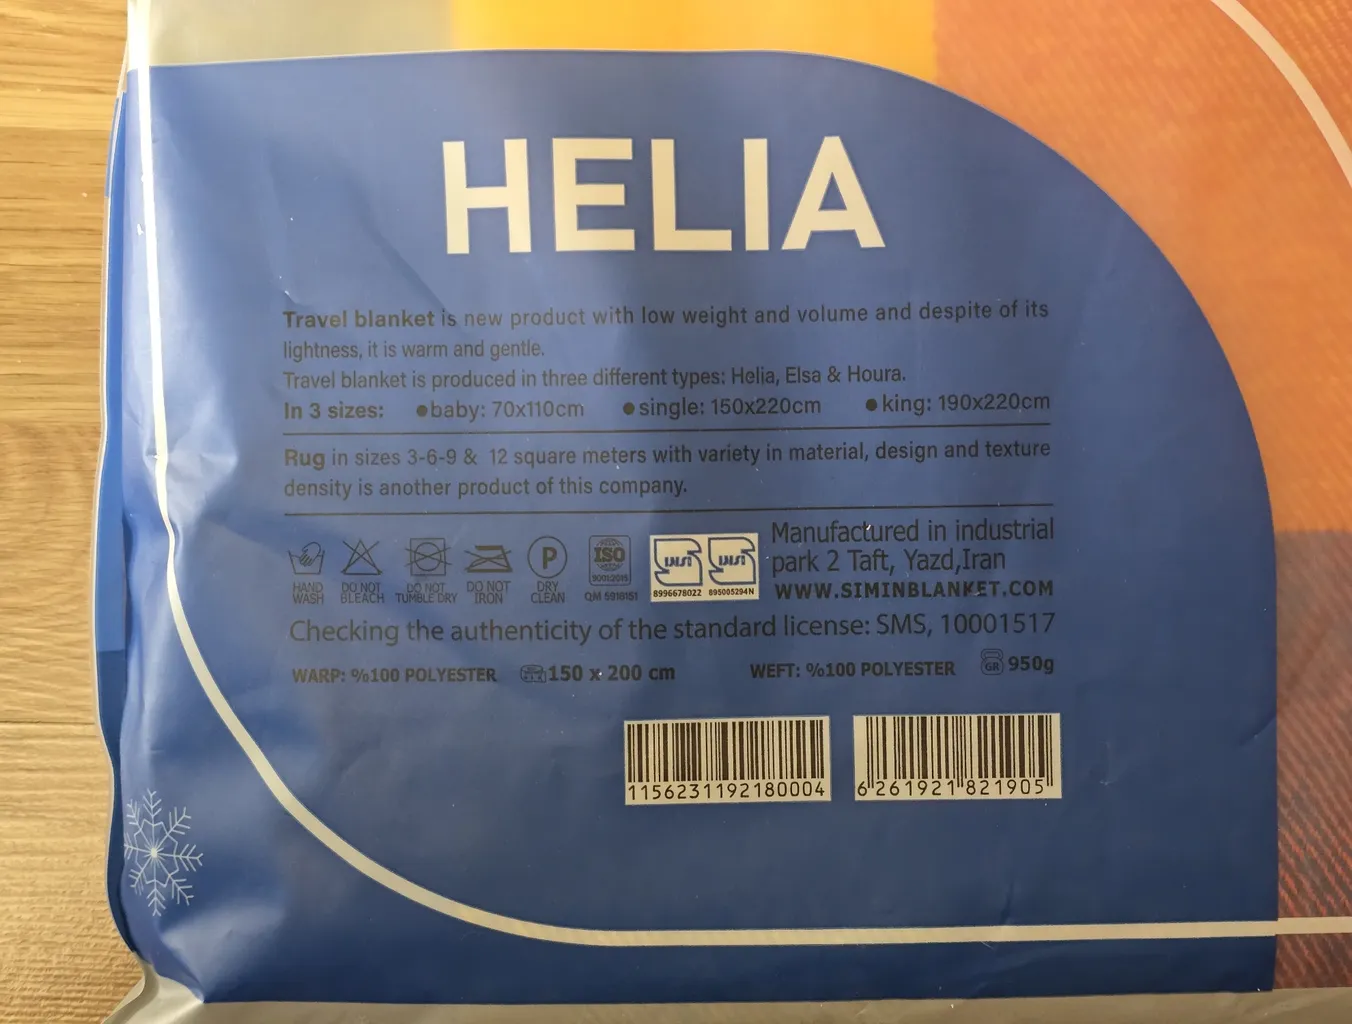 HELIA
Travel blanket is new product with low weight and volume and despite of its
lightness, it is warm and gentle.
Travel blanket is produced in three different types: Helia, Elsa & Houra.
In 3 sizes: ●baby: 70x110cm ●single: 150x220cm ●king: 190x220cm
Rug in sizes 3-6-9 & 12 square meters with variety in material, design and texture
density is another product of this company.
HAND WASH
DO NOT BLEACH
DO NOT TUMBLE DRY
DO NOT IRON
P
DRY CLEAN
ISO
9001:2015
QM 5918151
8996678022
895005294N
Manufactured in industrial
park 2 Taft, Yazd,Iran
WWW.SIMINBLANKET.COM
Checking the authenticity of the standard license: SMS, 10001517
WARP: %100 POLYESTER 150 x 200 cm WEFT: %100 POLYESTER GR 950g
1156231192180004
6261921821905